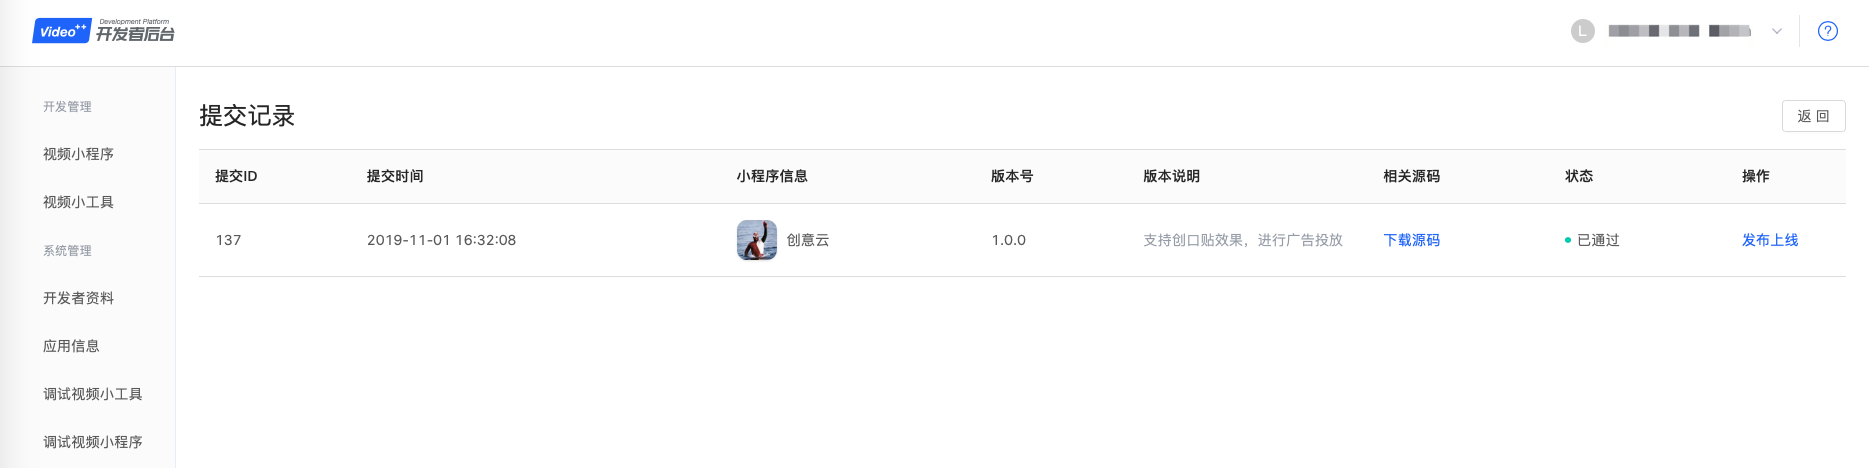 Video++ Development Platform
开发者后台
L
?
开发管理
视频小程序
视频小工具
系统管理
开发者资料
应用信息
调试视频小工具
调试视频小程序
提交记录
返 回
提交ID 提交时间 小程序信息 版本号 版本说明 相关源码 状态 操作
137 2019-11-01 16:32:08 创意云 1.0.0 支持创口贴效果，进行广告投放 下载源码 已通过 发布上线